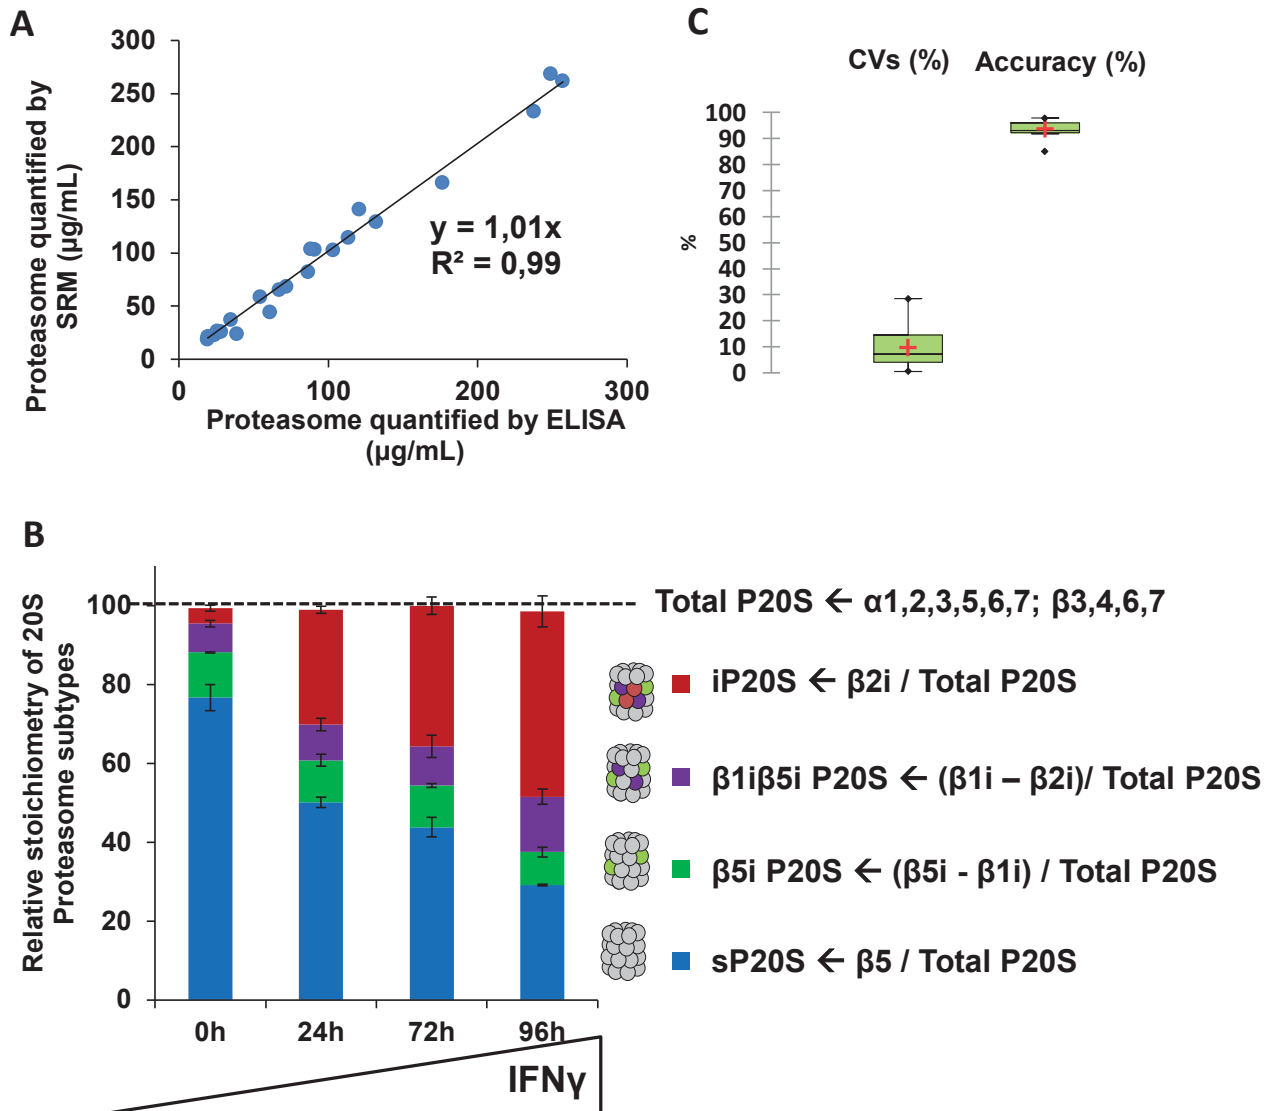 A
300
250
200
150
100
50
0
0
100
200
300
Proteasome quantified by
SRM (µg/mL)
y = 1,01x
R² = 0,99
Proteasome quantified by ELISA
(µg/mL)
C
CVs (%)
Accuracy (%)
100
90
80
70
60
50
40
30
20
10
0
%
B
Relative stoichiometry of 20S
Proteasome subtypes
100
80
60
40
20
0
0h
24h
72h
96h
IFNγ
Total P20S ← α1,2,3,5,6,7; β3,4,6,7
iP20S ← β2i / Total P20S
β1iβ5i P20S ← (β1i – β2i)/ Total P20S
β5i P20S ← (β5i - β1i) / Total P20S
sP20S ← β5 / Total P20S